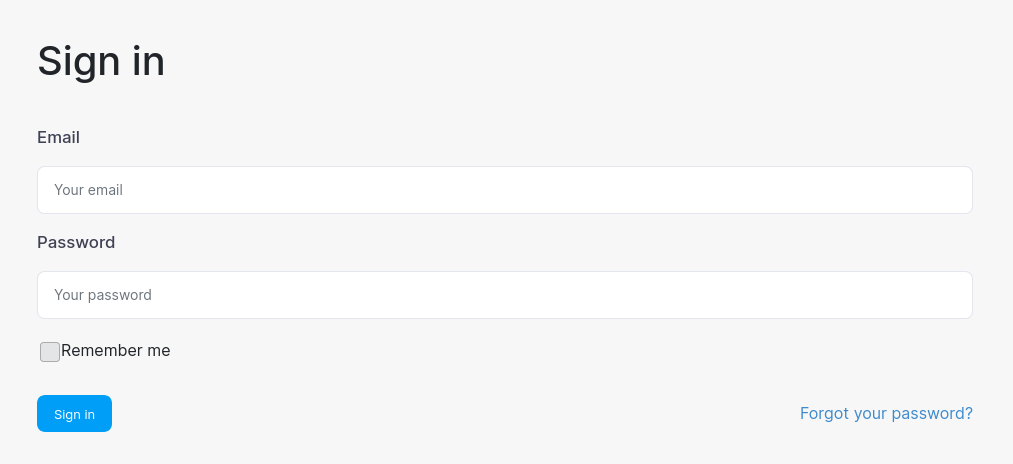 Sign in
Email
Your email
Password
Your password
Remember me
Sign in
Forgot your password?